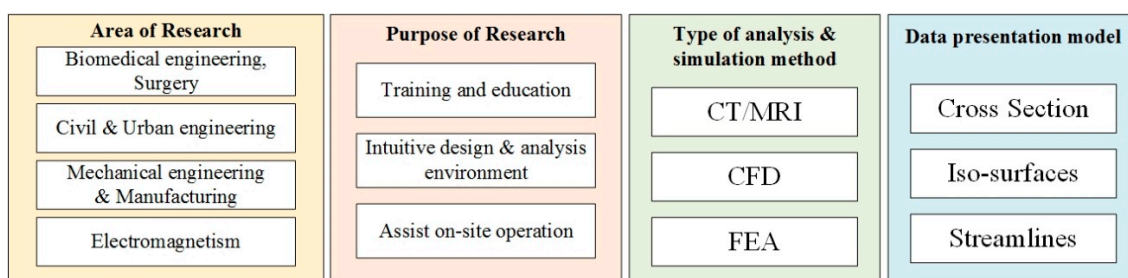 Area of Research
Biomedical engineering,
Surgery
Civil & Urban engineering
Mechanical engineering
& Manufacturing
Electromagnetism
Purpose of Research
Training and education
Intuitive design & analysis
environment
Assist on-site operation
Type of analysis &
simulation method
CT/MRI
CFD
FEA
Data presentation model
Cross Section
Iso-surfaces
Streamlines